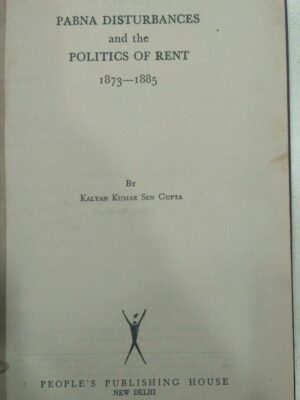 PABNA DISTURBANCES
and the
POLITICS OF RENT
1873—1885
BY
KALYAN KUMAR SEN GUPTA
PEOPLE'S PUBLISHING HOUSE
NEW DELHI